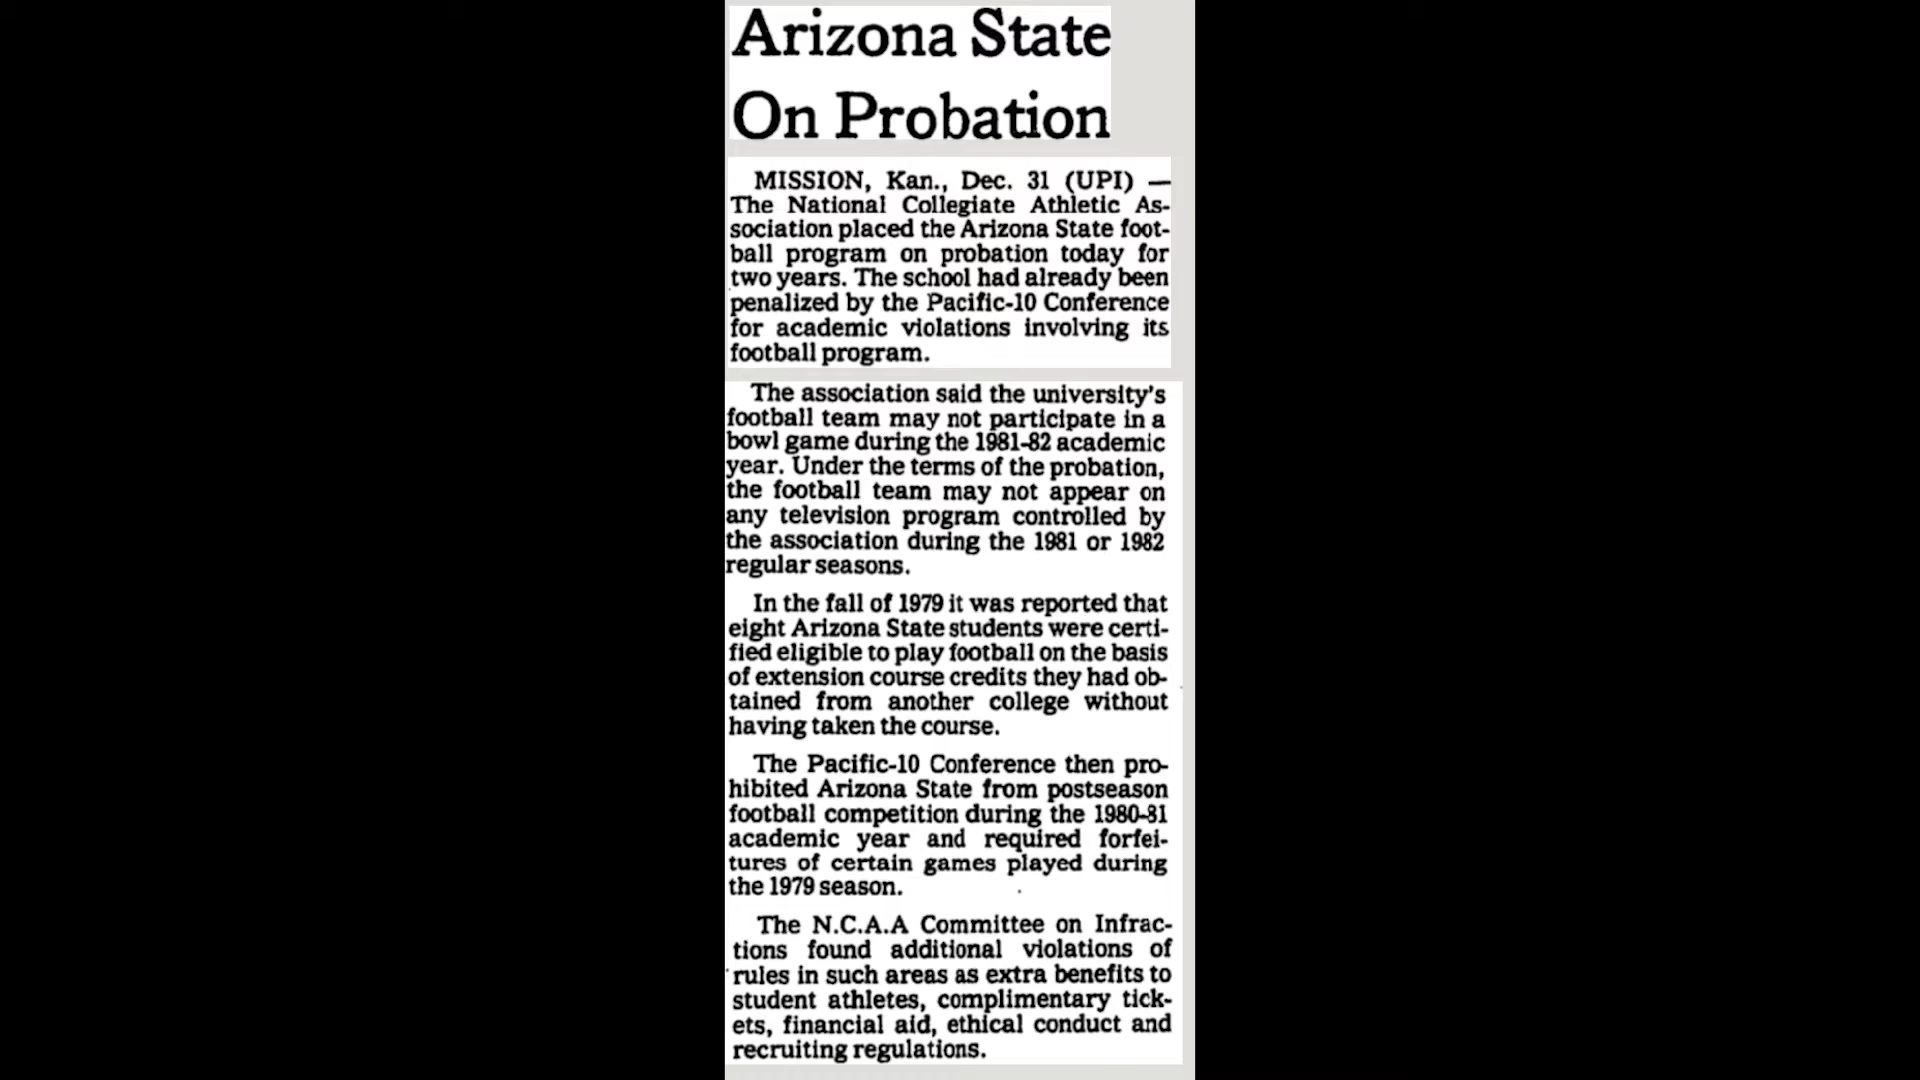 Arizona State
On Probation
MISSION, Kan., Dec. 31 (UPI) —
The National Collegiate Athletic As-
sociation placed the Arizona State foot-
ball program on probation today for
two years. The school had already been
penalized by the Pacific-10 Conference
for academic violations involving its
football program.
The association said the university's
football team may not participate in a
bowl game during the 1981-82 academic
year. Under the terms of the probation,
the football team may not appear on
any television program controlled by
the association during the 1981 or 1982
regular seasons.
In the fall of 1979 it was reported that
eight Arizona State students were certi-
fied eligible to play football on the basis
of extension course credits they had ob-
tained from another college without
having taken the course.
The Pacific-10 Conference then pro-
hibited Arizona State from postseason
football competition during the 1980-81
academic year and required forfei-
tures of certain games played during
the 1979 season.
The N.C.A.A Committee on Infrac-
tions found additional violations of
rules in such areas as extra benefits to
student athletes, complimentary tick-
ets, financial aid, ethical conduct and
recruiting regulations.